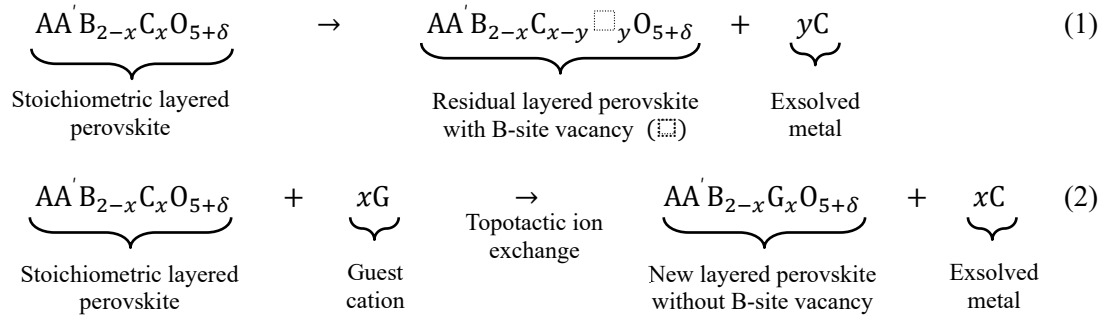 AA'B₂₋ₓCₓO₅₊δ → AA'B₂₋ₓCₓ₋ᵧ□ᵧO₅₊δ + yC (1)
Stoichiometric layered perovskite
Residual layered perovskite with B-site vacancy (□)
Exsolved metal
AA'B₂₋ₓCₓO₅₊δ + xG → AA'B₂₋ₓGₓO₅₊δ + xC (2)
Topotactic ion exchange
Stoichiometric layered perovskite
Guest cation
New layered perovskite without B-site vacancy
Exsolved metal